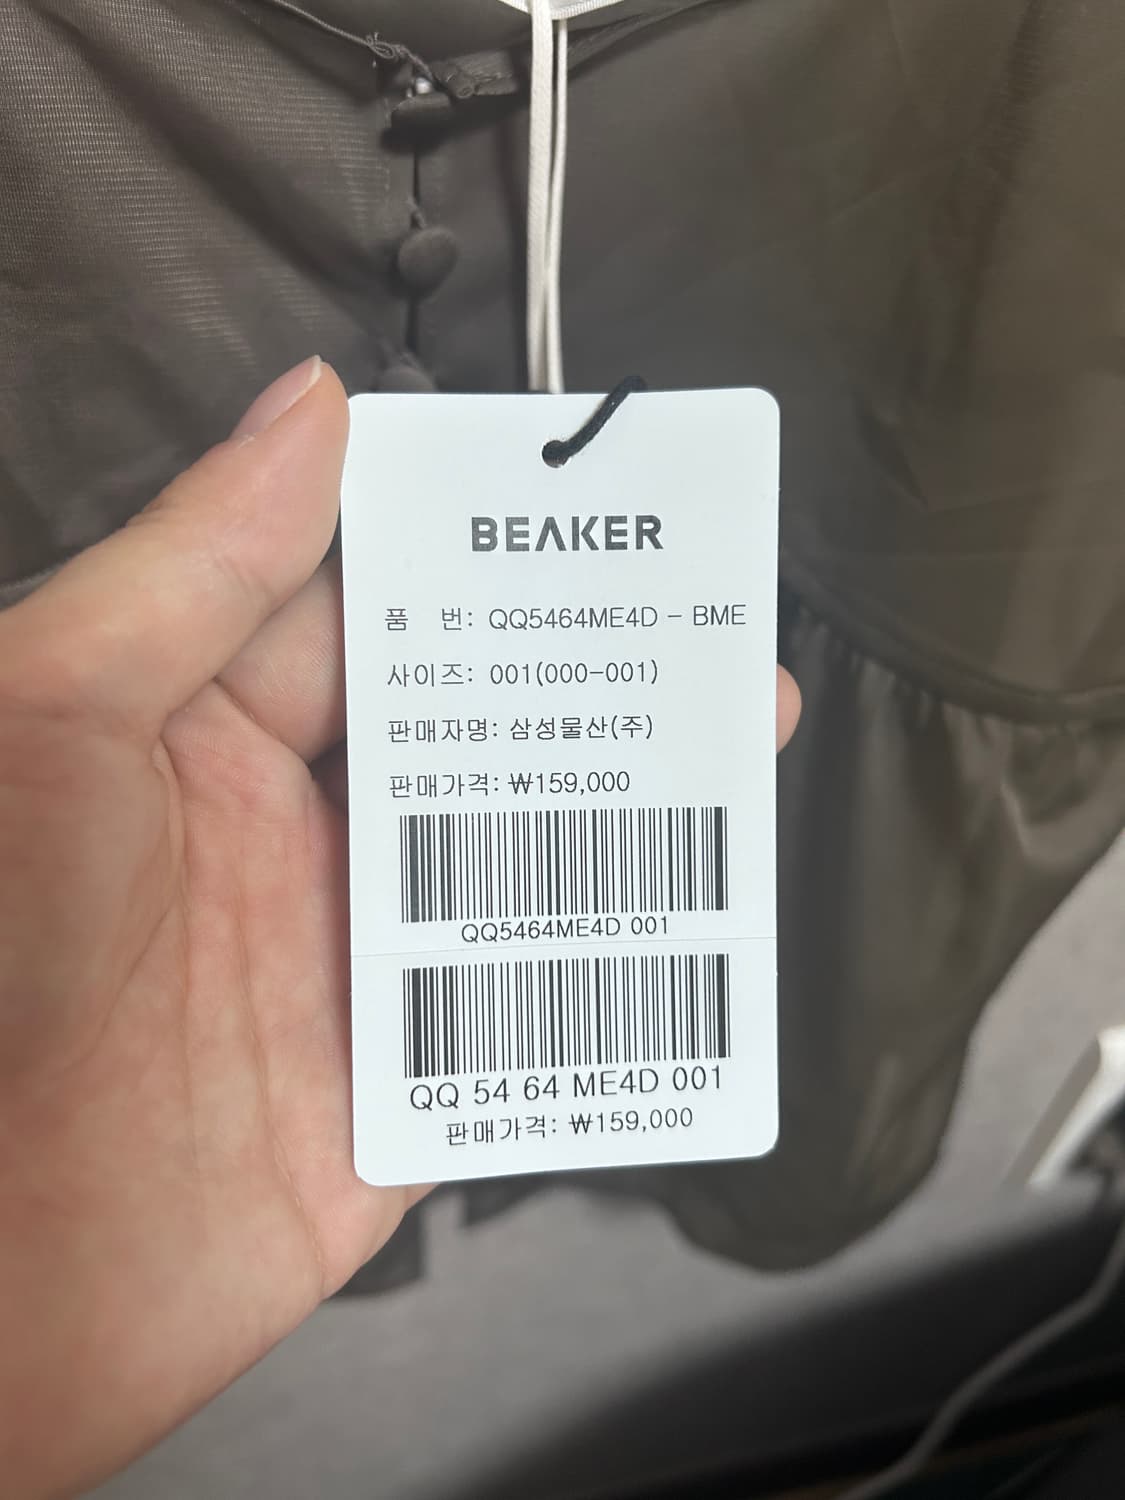 BEAKER
품 번: QQ5464ME4D - BME
사이즈: 001(000-001)
판매자명: 삼성물산(주)
판매가격: ₩159,000
QQ5464ME4D 001
QQ 54 64 ME4D 001
판매가격: ₩159,000